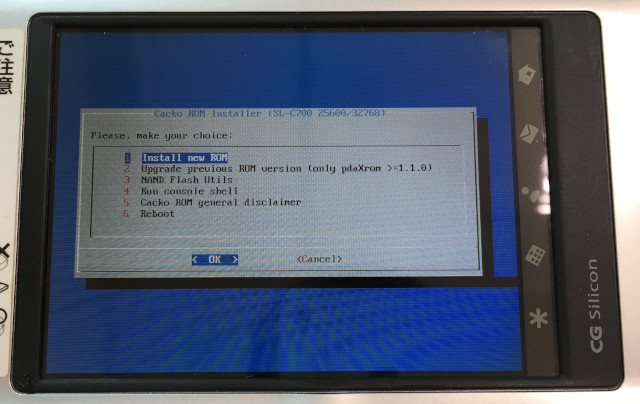 Cacko ROM Installer (SL-C700 25600/32768)
Please, make your choice:
1 Install new ROM
2 Upgrade previous ROM version (only pdaXrom >=1.1.0)
3 NAND Flash Utils
4 Run console shell
5 Cacko ROM general disclaimer
6 Reboot
< OK > <Cancel>
CG Silicon
ご注意